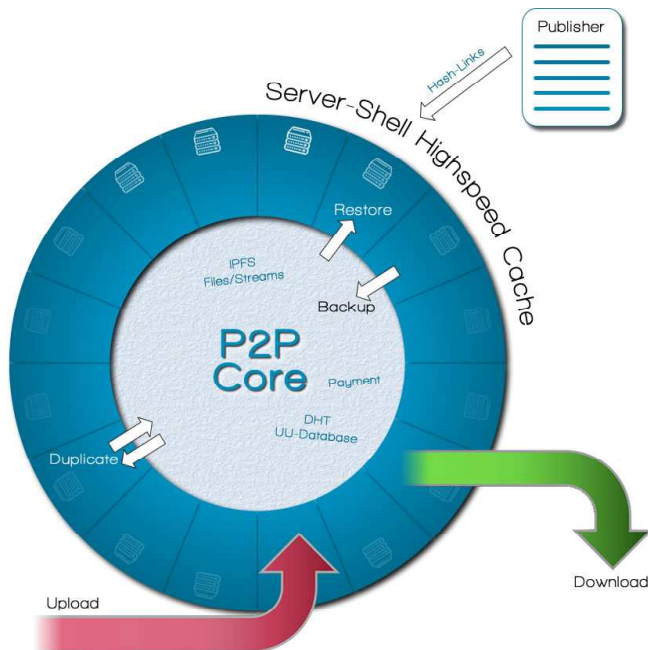 Publisher
Hash-Links
Server-Shell Highspeed Cache
Restore
IPFS
Files/Streams
Backup
P2P
Core
Payment
DHT
UU-Database
Duplicate
Download
Upload